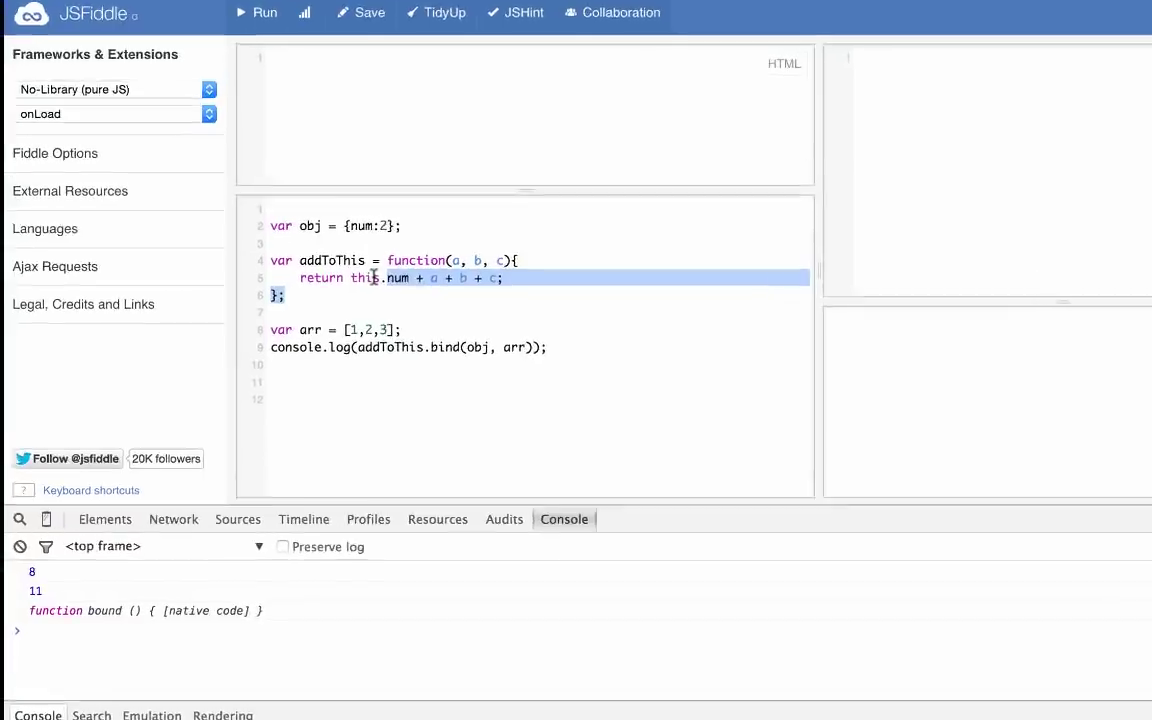 JSFiddle α
Run
Save
TidyUp
JSHint
Collaboration
Frameworks & Extensions
No-Library (pure JS)
onLoad
Fiddle Options
External Resources
Languages
Ajax Requests
Legal, Credits and Links
Follow @jsfiddle
20K followers
? Keyboard shortcuts
1
HTML
1
1
2 var obj = {num:2};
3
4 var addToThis = function(a, b, c){
5 return this.num + a + b + c;
6 };
7
8 var arr = [1,2,3];
9 console.log(addToThis.bind(obj, arr));
10
11
12
Elements Network Sources Timeline Profiles Resources Audits Console
<top frame> ▼ Preserve log
8
11
function bound () { [native code] }
>
Console Search Emulation Rendering